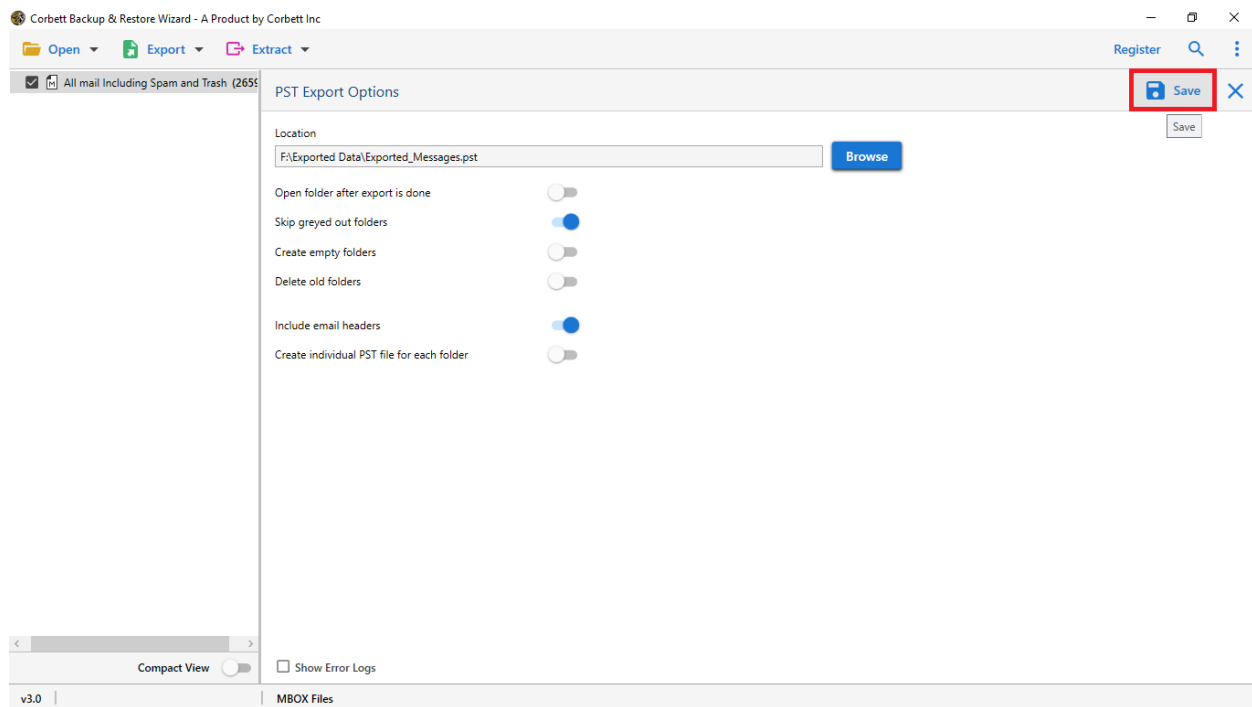 Corbett Backup & Restore Wizard - A Product by Corbett Inc
Open Export Extract Register
All mail Including Spam and Trash (2659
PST Export Options Save
Save
Location
F:\Exported Data\Exported_Messages.pst Browse
Open folder after export is done
Skip greyed out folders
Create empty folders
Delete old folders
Include email headers
Create individual PST file for each folder
Compact View Show Error Logs
v3.0 MBOX Files